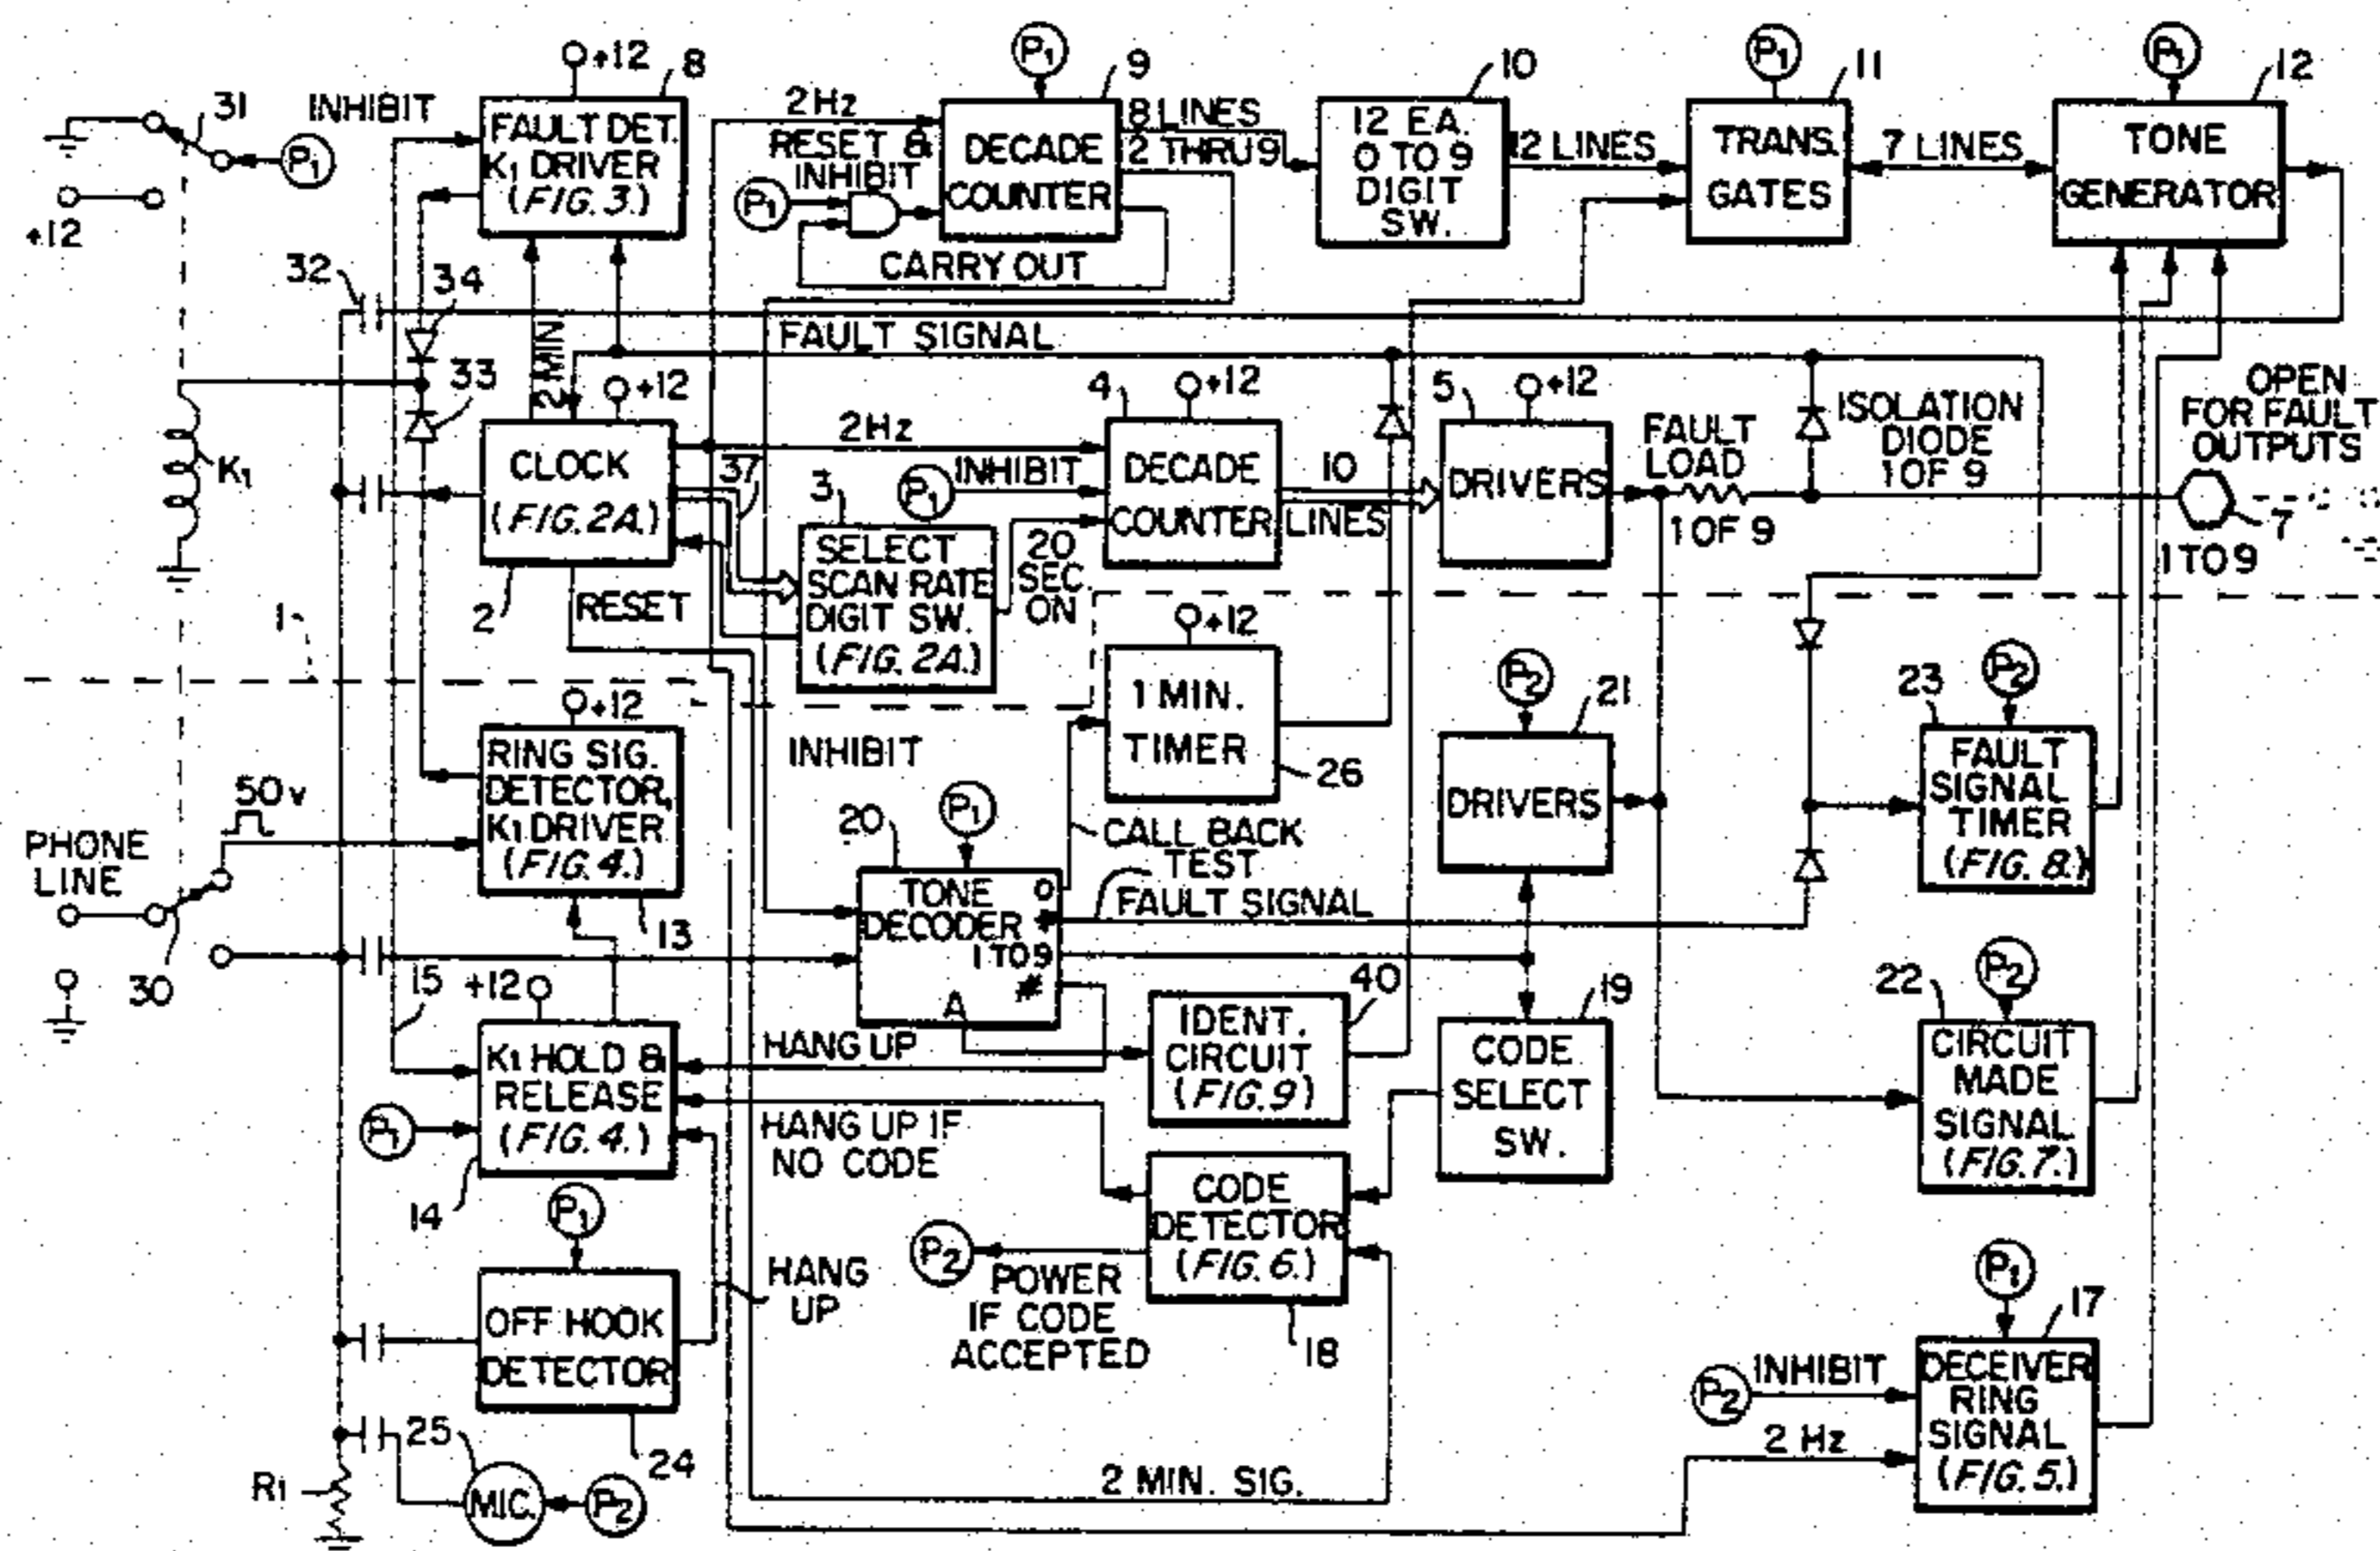 31
INHIBIT
P1
+12
+12
8
FAULT DET.
K1 DRIVER
(FIG. 3.)
2Hz
RESET &
INHIBIT
P1
P1
9
DECADE
COUNTER
CARRY OUT
8 LINES
2 THRU 9
10
12 EA.
0 TO 9
DIGIT
SW.
12 LINES
P1
11
TRANS.
GATES
7 LINES
P1
12
TONE
GENERATOR
32
34
33
K1
2 MIN
FAULT SIGNAL
+12
CLOCK
(FIG. 2A.)
2
RESET
1
2Hz
37
3
SELECT
SCAN RATE
DIGIT SW.
(FIG. 2A.)
P1
INHIBIT
20
SEC.
ON
4
+12
DECADE
COUNTER
10
LINES
5
+12
DRIVERS
FAULT
LOAD
1 OF 9
ISOLATION
DIODE
1 OF 9
OPEN
FOR FAULT
OUTPUTS
7
1 TO 9
+12
1 MIN.
TIMER
26
P2
21
DRIVERS
P2
23
FAULT
SIGNAL
TIMER
(FIG. 8.)
+12
RING SIG.
DETECTOR,
K1 DRIVER
(FIG. 4.)
13
50v
PHONE
LINE
30
INHIBIT
20
P1
TONE
DECODER
0
*
1 TO 9
#
A
CALL BACK
TEST
FAULT SIGNAL
15
+12
K1 HOLD &
RELEASE
(FIG. 4.)
P1
14
HANG UP
HANG UP IF
NO CODE
40
IDENT.
CIRCUIT
(FIG. 9)
19
CODE
SELECT
SW.
22
P2
CIRCUIT
MADE
SIGNAL
(FIG. 7.)
P1
OFF HOOK
DETECTOR
24
HANG
UP
P2
POWER
IF CODE
ACCEPTED
CODE
DETECTOR
(FIG. 6.)
18
P1
17
DECEIVER
RING
SIGNAL
(FIG. 5.)
P2
INHIBIT
2 Hz
25
MIC.
P2
R1
2 MIN. SIG.